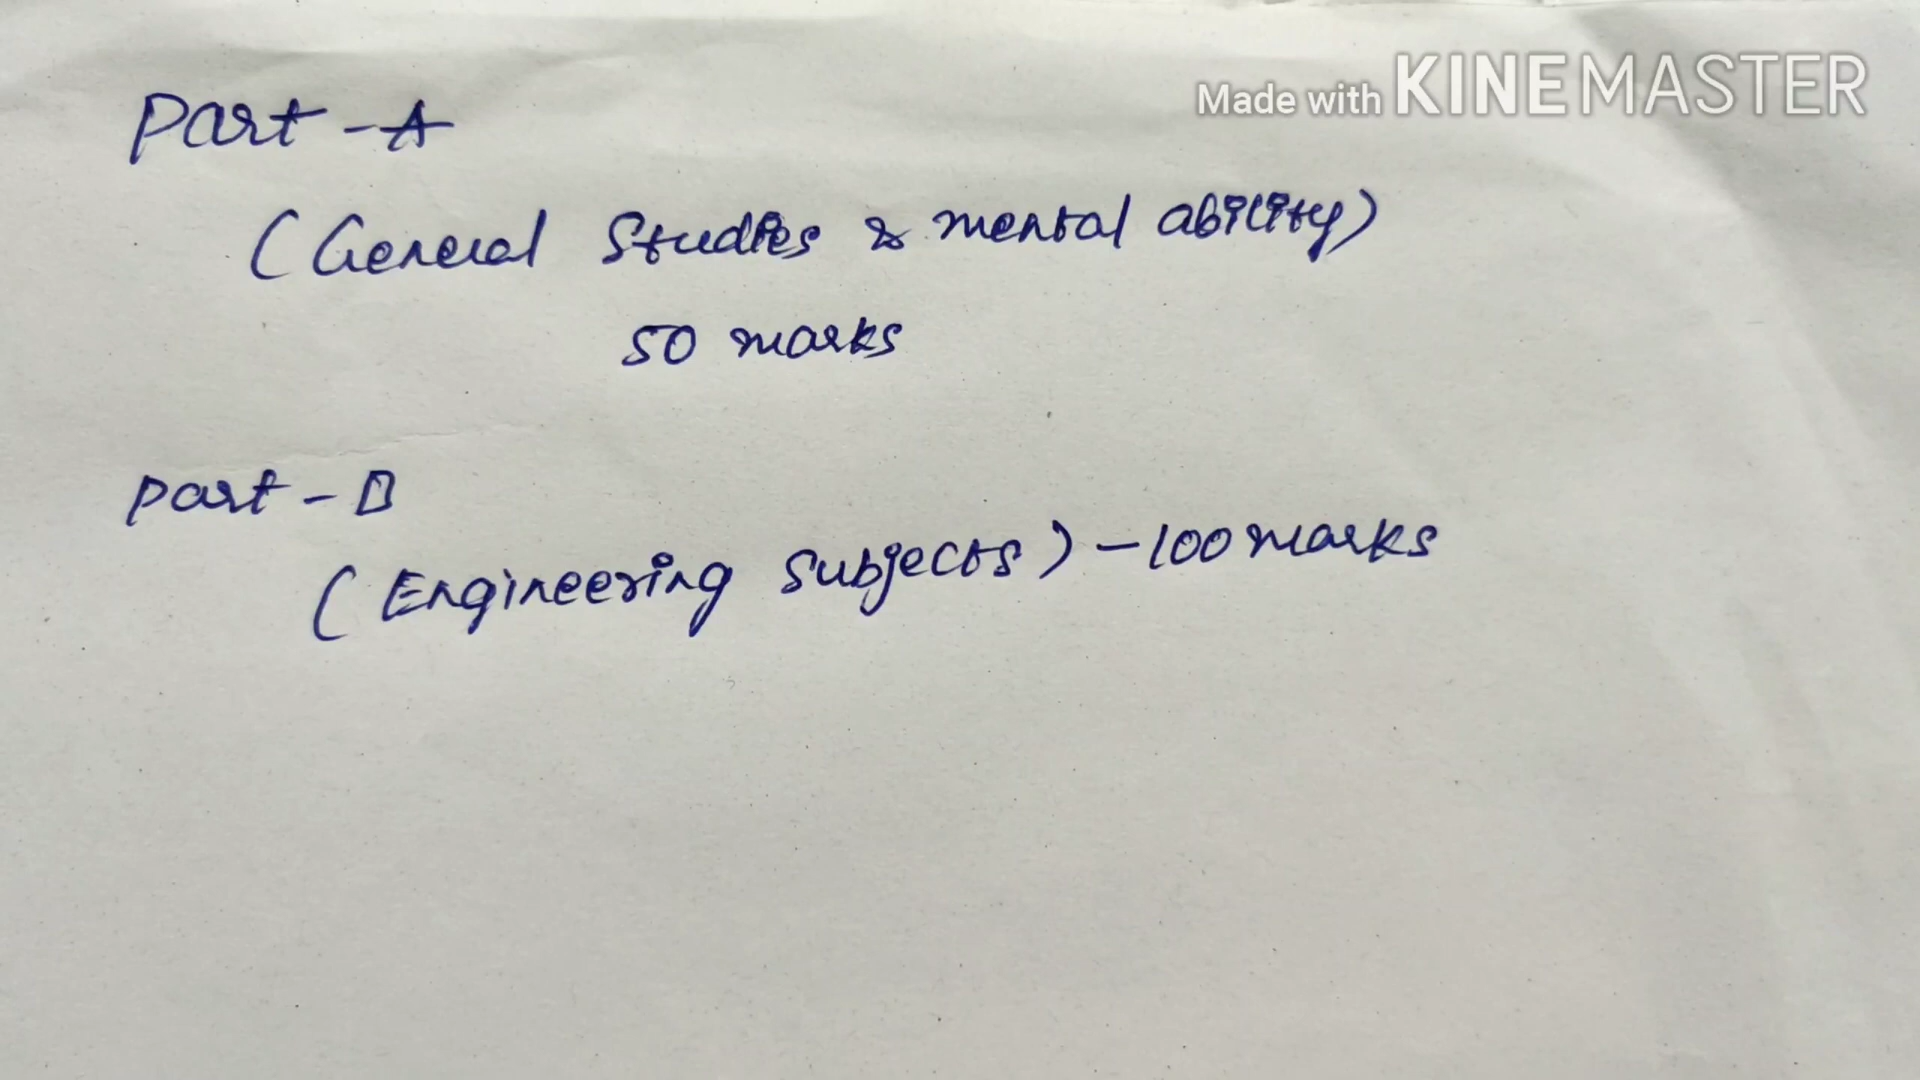 Made with KINEMASTER
Part - A
(General Studies & mental ability)
50 marks
part - B
(Engineering subjects) - 100 marks